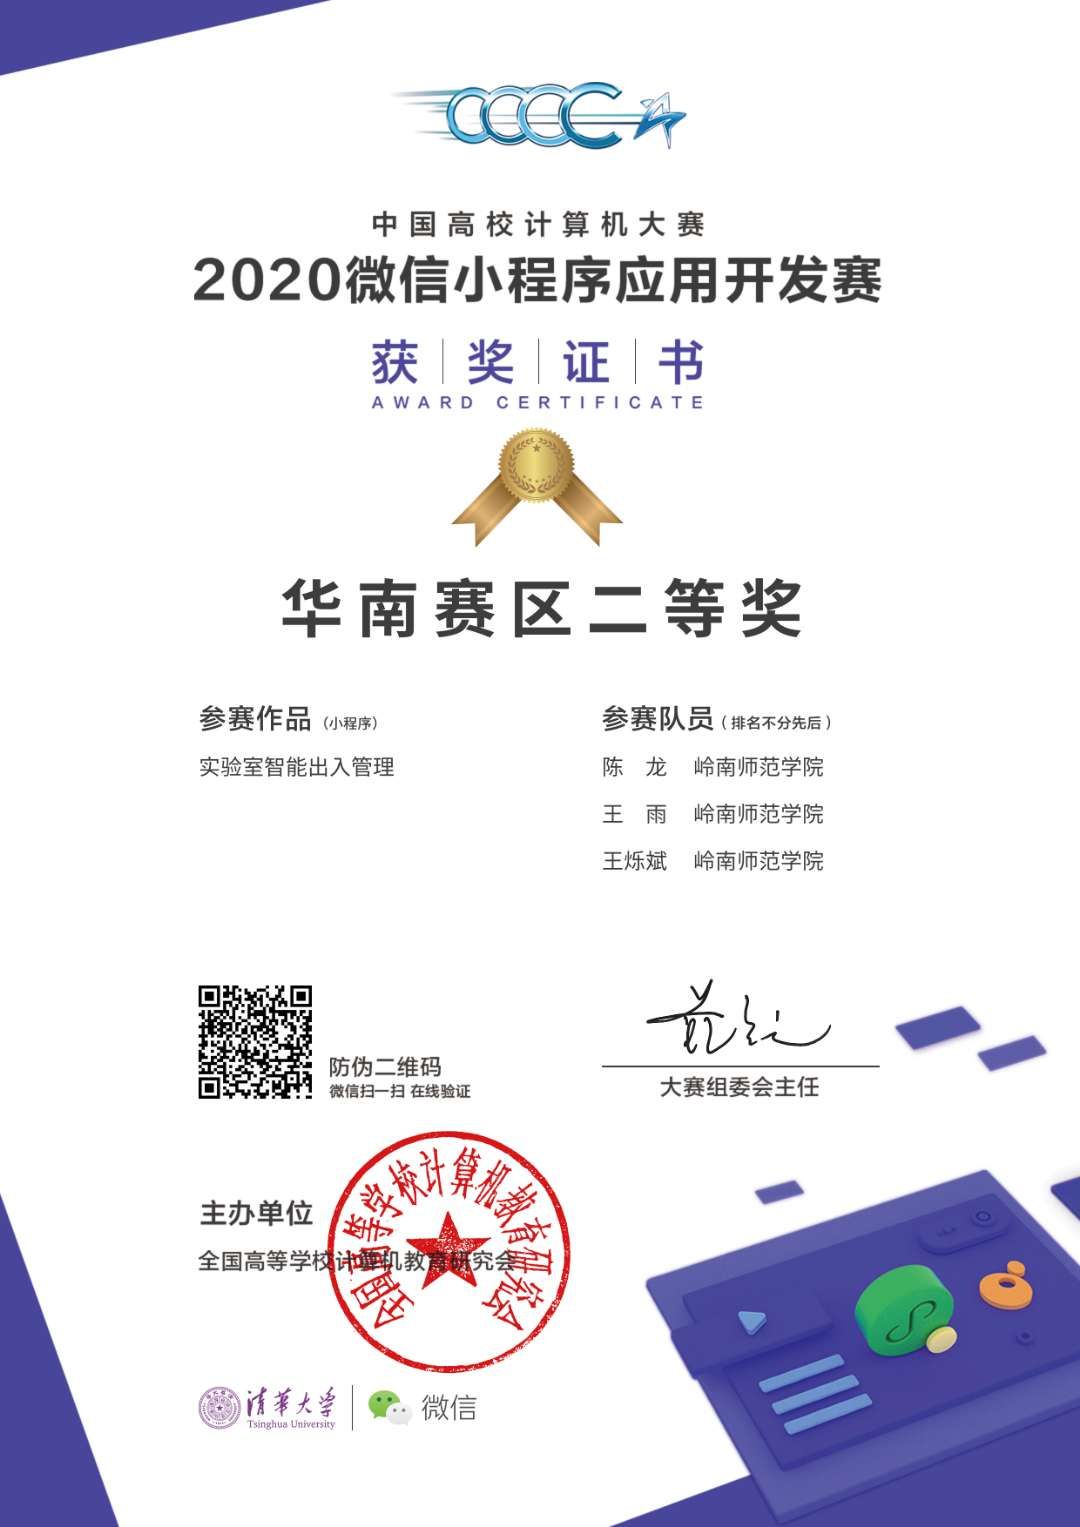 CCCC
中国高校计算机大赛
2020微信小程序应用开发赛
获奖证书
AWARD CERTIFICATE
华南赛区二等奖
参赛作品（小程序）
实验室智能出入管理
参赛队员（排名不分先后）
陈 龙 岭南师范学院
王 雨 岭南师范学院
王烁斌 岭南师范学院
防伪二维码
微信扫一扫 在线验证
大赛组委会主任
主办单位
全国高等学校计算机教育研究会
全国高等学校计算机教育研究会
清華大学
Tsinghua University
微信